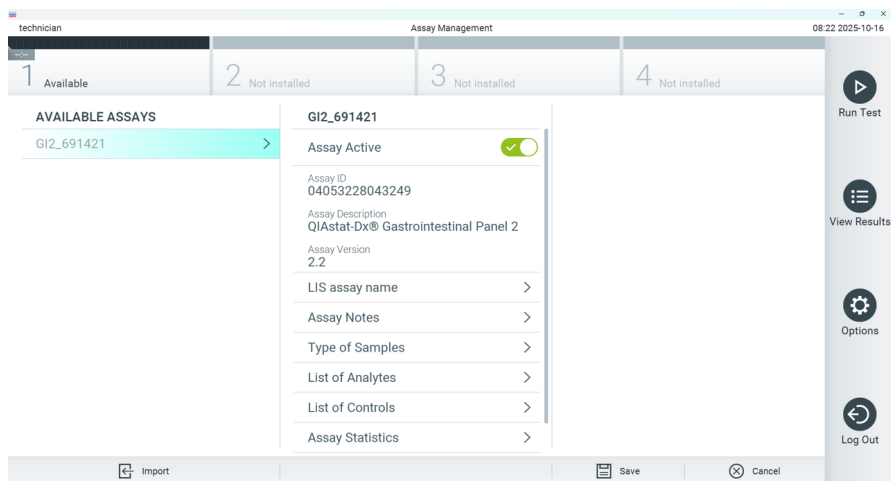 technician
Assay Management
08:22 2025-10-16
--:--
1 Available
2 Not installed
3 Not installed
4 Not installed
AVAILABLE ASSAYS
GI2_691421
GI2_691421
Assay Active
Assay ID
04053228043249
Assay Description
QIAstat-Dx® Gastrointestinal Panel 2
Assay Version
2.2
LIS assay name
Assay Notes
Type of Samples
List of Analytes
List of Controls
Assay Statistics
Run Test
View Results
Options
Log Out
Import
Save
Cancel